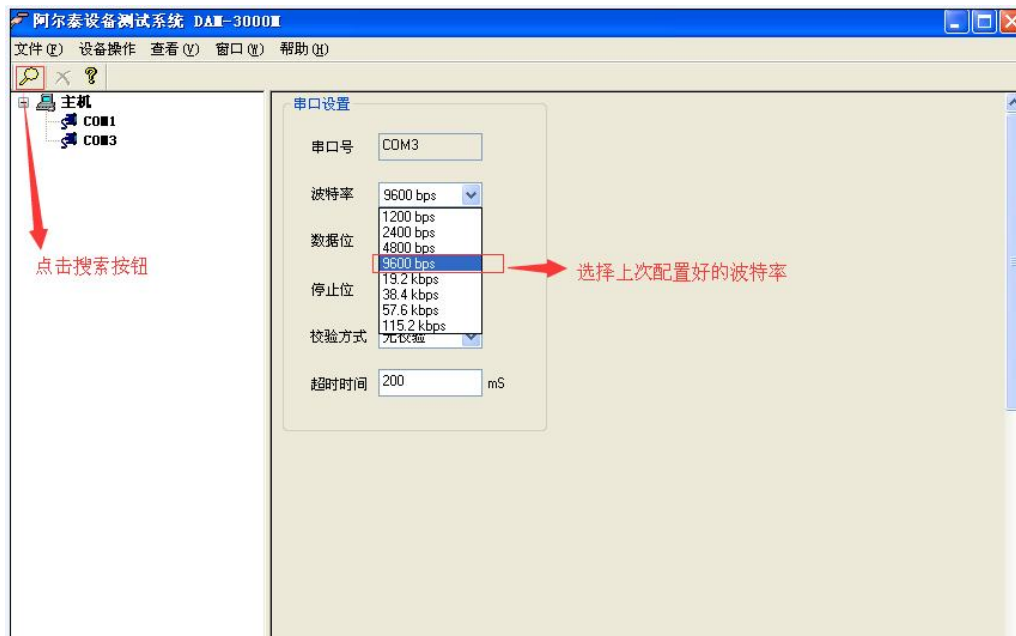 阿尔泰设备测试系统 DAM-3000M
文件(F) 设备操作 查看(V) 窗口(W) 帮助(H)
主机
COM1
COM3
点击搜索按钮
串口设置
串口号 COM3
波特率 9600 bps
1200 bps
2400 bps
数据位
4800 bps
9600 bps
选择上次配置好的波特率
19.2 kbps
停止位
38.4 kbps
57.6 kbps
115.2 kbps
校验方式 无校验
超时时间 200 mS